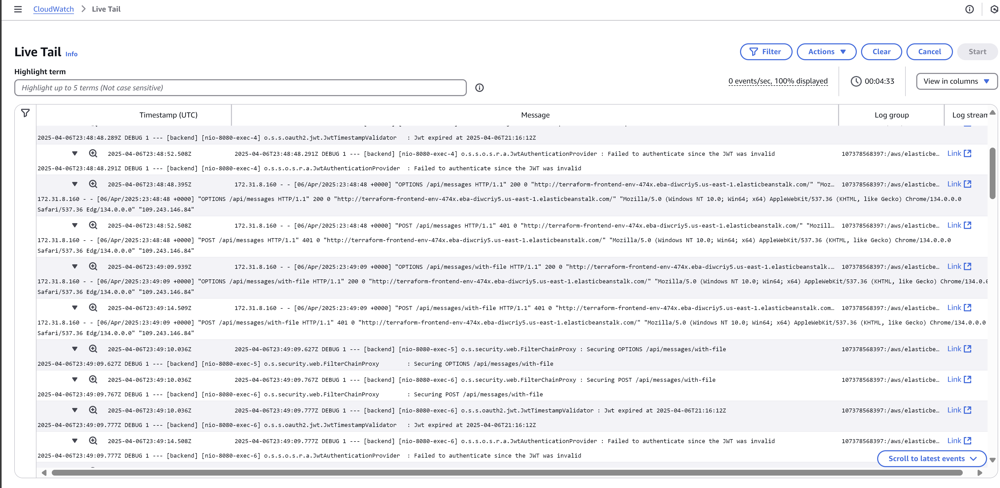 CloudWatch > Live Tail
Live Tail Info
Filter Actions Clear Cancel Start
Highlight term
Highlight up to 5 terms (Not case sensitive)
0 events/sec, 100% displayed 00:04:33 View in columns
Timestamp (UTC) Message Log group Log stream
2025-04-06T23:48:48.289Z DEBUG 1 --- [backend] [nio-8080-exec-4] o.s.s.oauth2.jwt.JwtTimestampValidator   : Jwt expired at 2025-04-06T21:16:12Z
2025-04-06T23:48:52.508Z 2025-04-06T23:48:48.291Z DEBUG 1 --- [backend] [nio-8080-exec-4] o.s.s.o.s.r.a.JwtAuthenticationProvider : Failed to authenticate since the JWT was invalid 107378568397:/aws/elasticbe… Link
2025-04-06T23:48:48.291Z DEBUG 1 --- [backend] [nio-8080-exec-4] o.s.s.o.s.r.a.JwtAuthenticationProvider  : Failed to authenticate since the JWT was invalid
2025-04-06T23:48:48.395Z 172.31.8.160 - - [06/Apr/2025:23:48:48 +0000] "OPTIONS /api/messages HTTP/1.1" 200 0 "http://terraform-frontend-env-474x.eba-diwcriy5.us-east-1.elasticbeanstalk.com/" "Moz… 107378568397:/aws/elasticbe… Link
172.31.8.160 - - [06/Apr/2025:23:48:48 +0000] "OPTIONS /api/messages HTTP/1.1" 200 0 "http://terraform-frontend-env-474x.eba-diwcriy5.us-east-1.elasticbeanstalk.com/" "Mozilla/5.0 (Windows NT 10.0; Win64; x64) AppleWebKit/537.36 (KHTML, like Gecko) Chrome/134.0.0.0
Safari/537.36 Edg/134.0.0.0" "109.243.146.84"
2025-04-06T23:48:52.508Z 172.31.8.160 - - [06/Apr/2025:23:48:48 +0000] "POST /api/messages HTTP/1.1" 401 0 "http://terraform-frontend-env-474x.eba-diwcriy5.us-east-1.elasticbeanstalk.com/" "Mozill… 107378568397:/aws/elasticbe… Link
172.31.8.160 - - [06/Apr/2025:23:48:48 +0000] "POST /api/messages HTTP/1.1" 401 0 "http://terraform-frontend-env-474x.eba-diwcriy5.us-east-1.elasticbeanstalk.com/" "Mozilla/5.0 (Windows NT 10.0; Win64; x64) AppleWebKit/537.36 (KHTML, like Gecko) Chrome/134.0.0.0
Safari/537.36 Edg/134.0.0.0" "109.243.146.84"
2025-04-06T23:49:09.939Z 172.31.8.160 - - [06/Apr/2025:23:49:09 +0000] "OPTIONS /api/messages/with-file HTTP/1.1" 200 0 "http://terraform-frontend-env-474x.eba-diwcriy5.us-east-1.elasticbeanstalk.… 107378568397:/aws/elasticbe… Link
172.31.8.160 - - [06/Apr/2025:23:49:09 +0000] "OPTIONS /api/messages/with-file HTTP/1.1" 200 0 "http://terraform-frontend-env-474x.eba-diwcriy5.us-east-1.elasticbeanstalk.com/" "Mozilla/5.0 (Windows NT 10.0; Win64; x64) AppleWebKit/537.36 (KHTML, like Gecko) Chrome/134.0.0
Safari/537.36 Edg/134.0.0.0" "109.243.146.84"
2025-04-06T23:49:14.509Z 172.31.8.160 - - [06/Apr/2025:23:49:09 +0000] "POST /api/messages/with-file HTTP/1.1" 401 0 "http://terraform-frontend-env-474x.eba-diwcriy5.us-east-1.elasticbeanstalk.com… 107378568397:/aws/elasticbe… Link
172.31.8.160 - - [06/Apr/2025:23:49:09 +0000] "POST /api/messages/with-file HTTP/1.1" 401 0 "http://terraform-frontend-env-474x.eba-diwcriy5.us-east-1.elasticbeanstalk.com/" "Mozilla/5.0 (Windows NT 10.0; Win64; x64) AppleWebKit/537.36 (KHTML, like Gecko) Chrome/134.0.0.0
Safari/537.36 Edg/134.0.0.0" "109.243.146.84"
2025-04-06T23:49:10.036Z 2025-04-06T23:49:09.627Z DEBUG 1 --- [backend] [nio-8080-exec-5] o.s.security.web.FilterChainProxy : Securing OPTIONS /api/messages/with-file 107378568397:/aws/elasticbe… Link
2025-04-06T23:49:09.627Z DEBUG 1 --- [backend] [nio-8080-exec-5] o.s.security.web.FilterChainProxy        : Securing OPTIONS /api/messages/with-file
2025-04-06T23:49:10.036Z 2025-04-06T23:49:09.767Z DEBUG 1 --- [backend] [nio-8080-exec-6] o.s.security.web.FilterChainProxy : Securing POST /api/messages/with-file 107378568397:/aws/elasticbe… Link
2025-04-06T23:49:09.767Z DEBUG 1 --- [backend] [nio-8080-exec-6] o.s.security.web.FilterChainProxy        : Securing POST /api/messages/with-file
2025-04-06T23:49:10.036Z 2025-04-06T23:49:09.777Z DEBUG 1 --- [backend] [nio-8080-exec-6] o.s.s.oauth2.jwt.JwtTimestampValidator : Jwt expired at 2025-04-06T21:16:12Z 107378568397:/aws/elasticbe… Link
2025-04-06T23:49:09.777Z DEBUG 1 --- [backend] [nio-8080-exec-6] o.s.s.oauth2.jwt.JwtTimestampValidator   : Jwt expired at 2025-04-06T21:16:12Z
2025-04-06T23:49:14.508Z 2025-04-06T23:49:09.777Z DEBUG 1 --- [backend] [nio-8080-exec-6] o.s.s.o.s.r.a.JwtAuthenticationProvider : Failed to authenticate since the JWT was invalid 107378568397:/aws/elasticbe… Link
2025-04-06T23:49:09.777Z DEBUG 1 --- [backend] [nio-8080-exec-6] o.s.s.o.s.r.a.JwtAuthenticationProvider  : Failed to authenticate since the JWT was invalid
Scroll to latest events